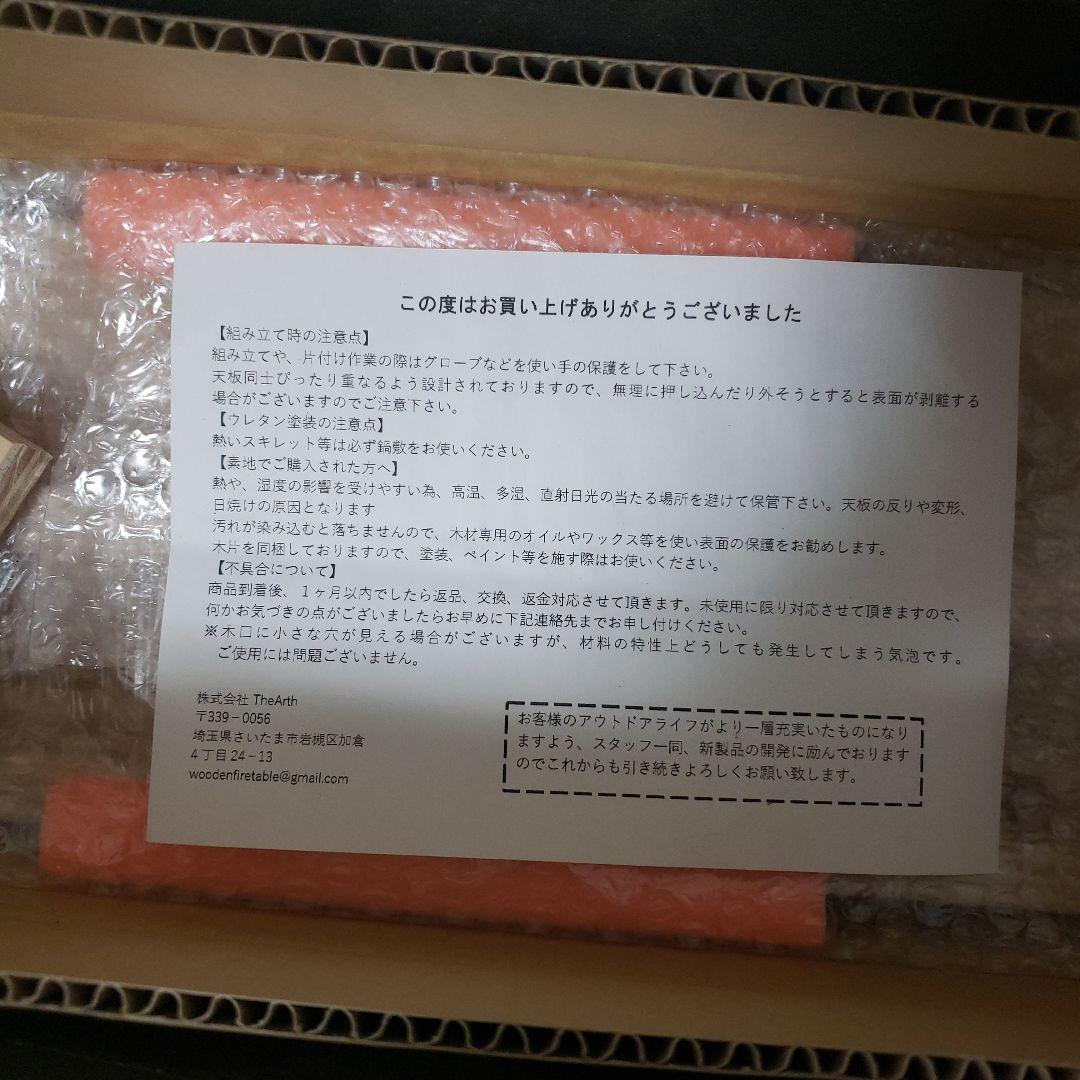 この度はお買い上げありがとうございました
【組み立て時の注意点】
組み立てや、片付け作業の際はグローブなどを使い手の保護をして下さい。
天板同士ぴったり重なるよう設計されておりますので、無理に押し込んだり外そうとすると表面が剥離する
場合がございますのでご注意下さい。
【ウレタン塗装の注意点】
熱いスキレット等は必ず鍋敷をお使いください。
【素地でご購入された方へ】
熱や、湿度の影響を受けやすい為、高温、多湿、直射日光の当たる場所を避けて保管下さい。天板の反りや変形、
日焼けの原因となります
汚れが染み込むと落ちませんので、木材専用のオイルやワックス等を使い表面の保護をお勧めします。
木片を同梱しておりますので、塗装、ペイント等を施す際はお使いください。
【不具合について】
商品到着後、１ヶ月以内でしたら返品、交換、返金対応させて頂きます。未使用に限り対応させて頂きますので、
何かお気づきの点がございましたらお早めに下記連絡先までお申し付けください。
※木口に小さな穴が見える場合がございますが、材料の特性上どうしても発生してしまう気泡です。
ご使用には問題ございません。
株式会社 TheArth
〒339－0056
埼玉県さいたま市岩槻区加倉
４丁目24－13
woodenfiretable@gmail.com
お客様のアウトドアライフがより一層充実いたものになり
ますよう、スタッフ一同、新製品の開発に励んでおります
のでこれからも引き続きよろしくお願い致します。